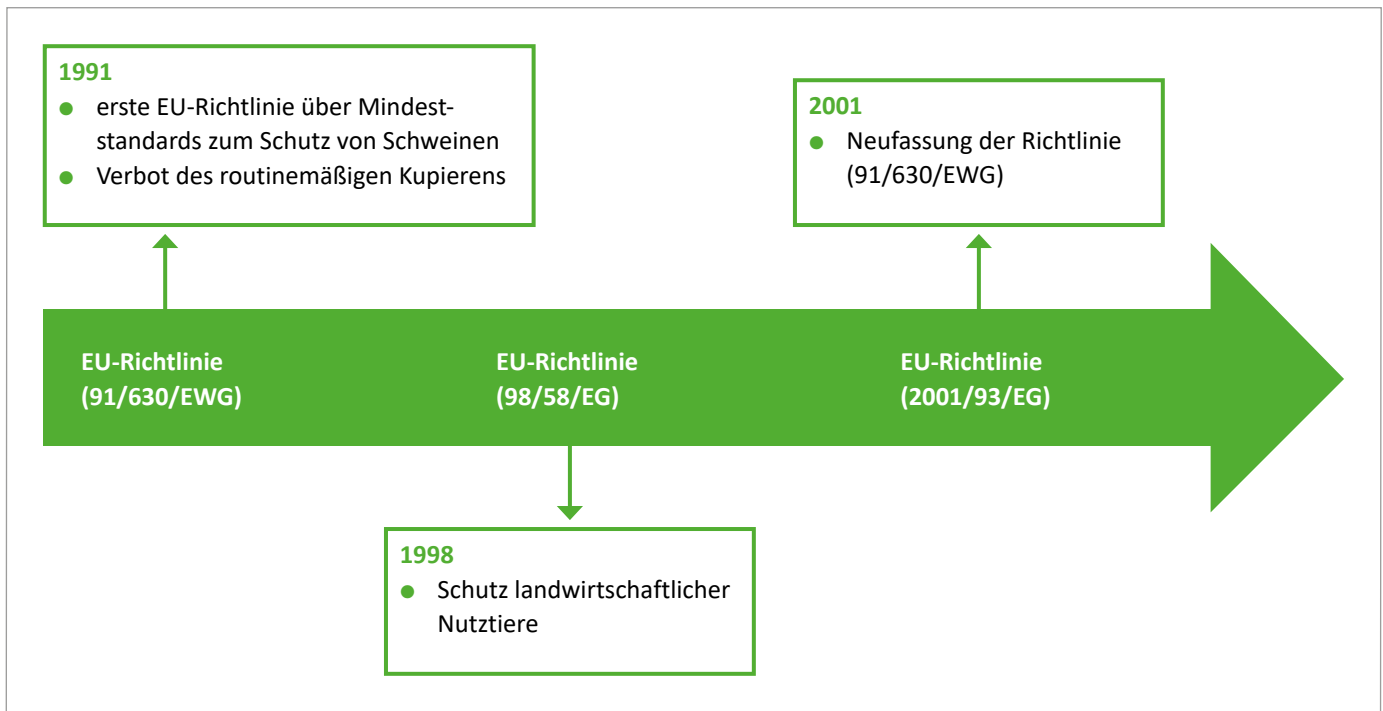 1991
● erste EU-Richtlinie über Mindest-
standards zum Schutz von Schweinen
● Verbot des routinemäßigen Kupierens
2001
● Neufassung der Richtlinie
(91/630/EWG)
EU-Richtlinie
(91/630/EWG)
EU-Richtlinie
(98/58/EG)
EU-Richtlinie
(2001/93/EG)
1998
● Schutz landwirtschaftlicher
Nutztiere